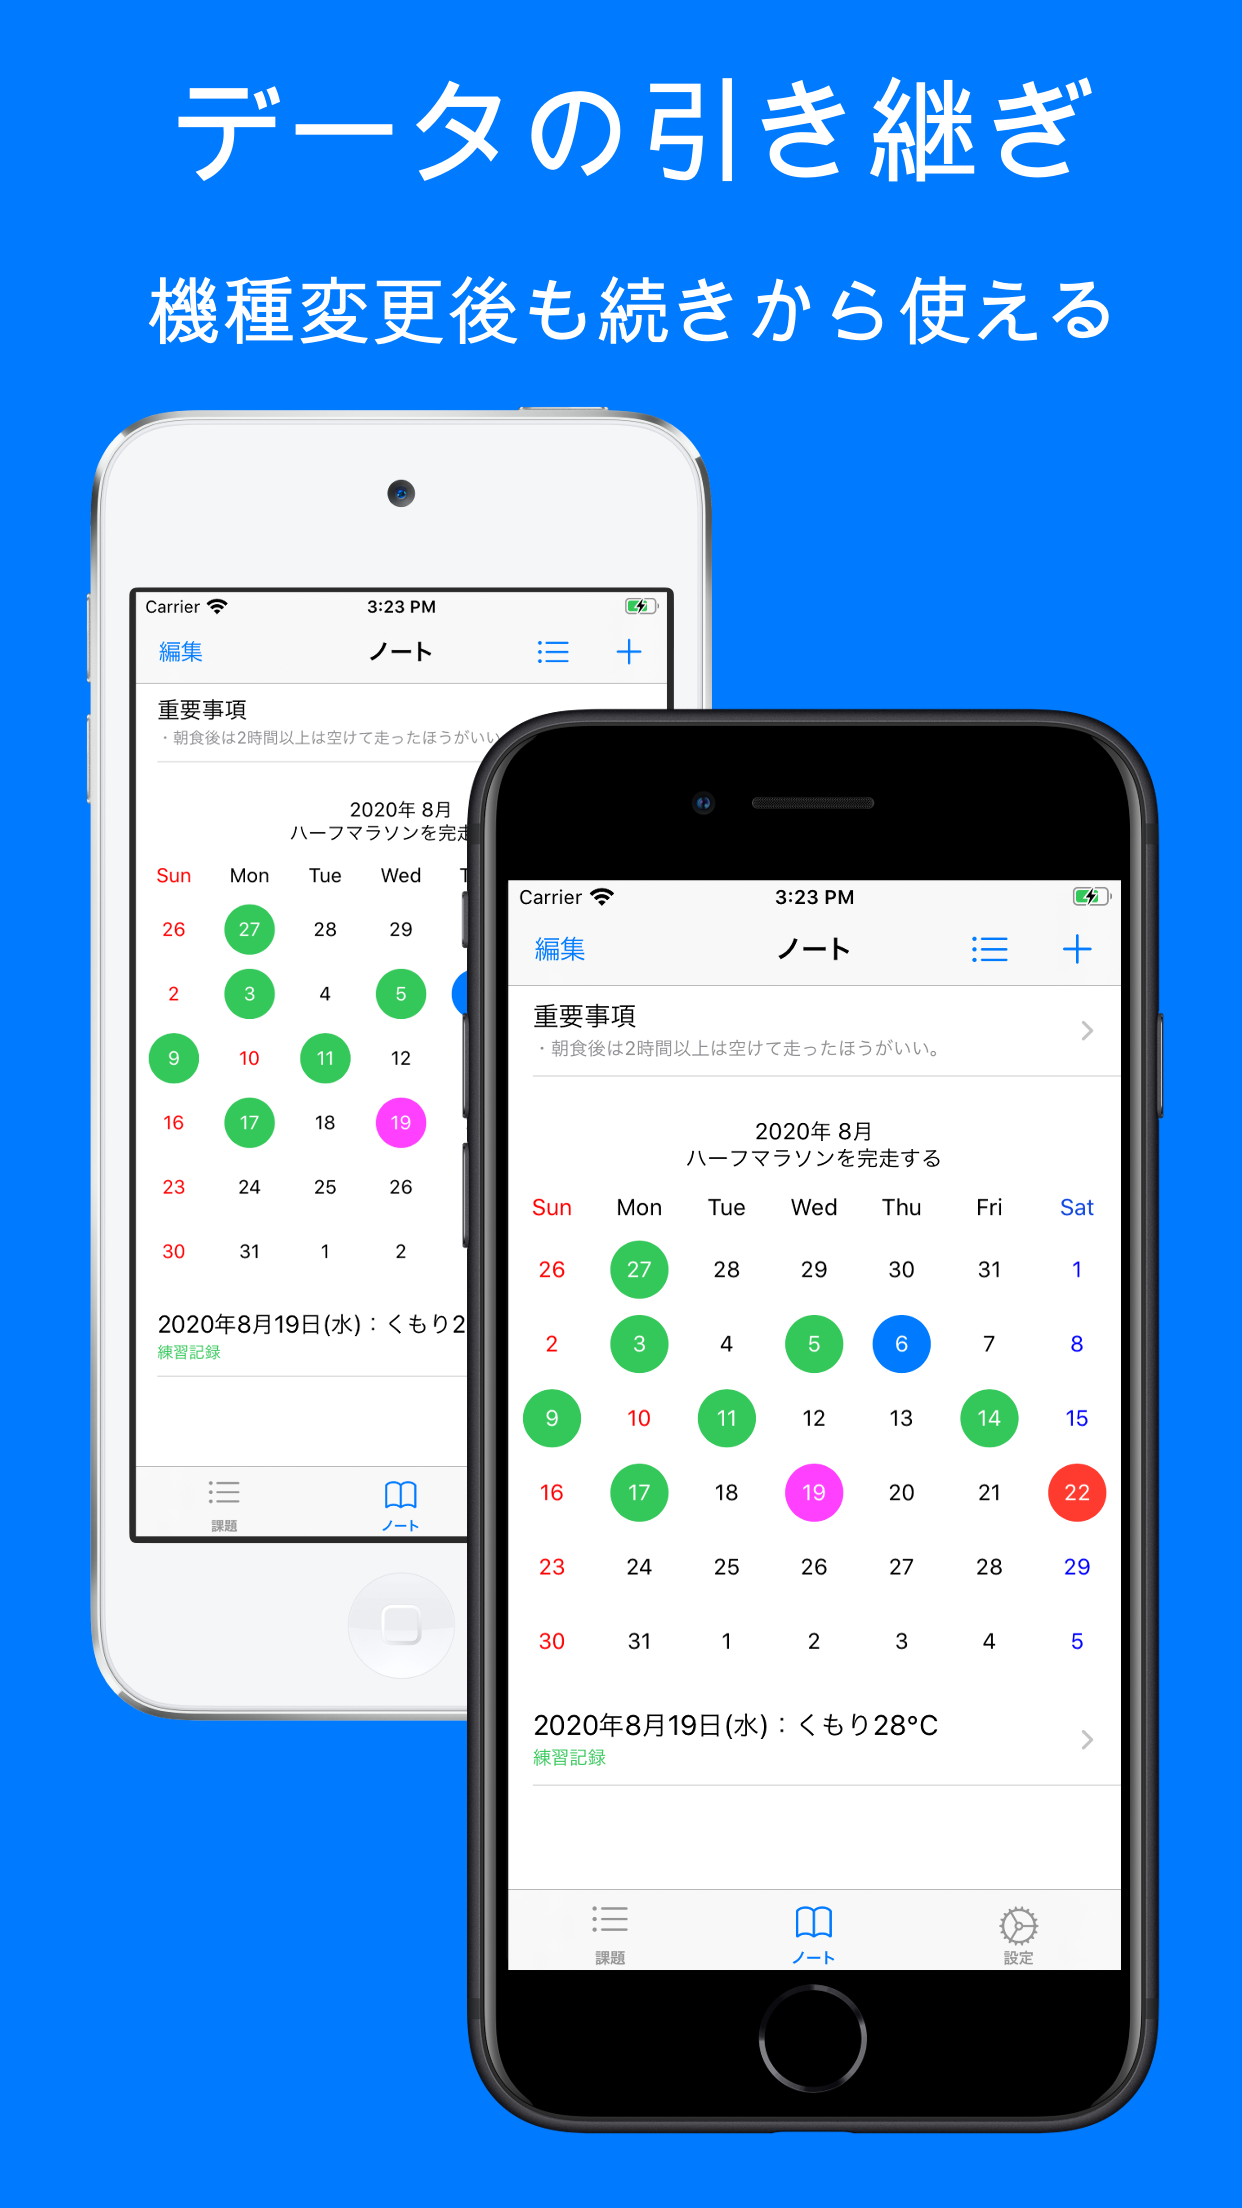 データの引き継ぎ
機種変更後も続きから使える
Carrier 3:23 PM
編集 ノート
重要事項
・朝食後は2時間以上は空けて走ったほうがいい
2020年 8月
ハーフマラソンを完走
Sun Mon Tue Wed T
26 27 28 29
2 3 4 5
9 10 11 12
16 17 18 19
23 24 25 26
30 31 1 2
2020年8月19日(水)：くもり2
練習記録
課題 ノート
Carrier 3:23 PM
編集 ノート
重要事項
・朝食後は2時間以上は空けて走ったほうがいい。
2020年 8月
ハーフマラソンを完走する
Sun Mon Tue Wed Thu Fri Sat
26 27 28 29 30 31 1
2 3 4 5 6 7 8
9 10 11 12 13 14 15
16 17 18 19 20 21 22
23 24 25 26 27 28 29
30 31 1 2 3 4 5
2020年8月19日(水)：くもり28°C
練習記録
課題 ノート 設定